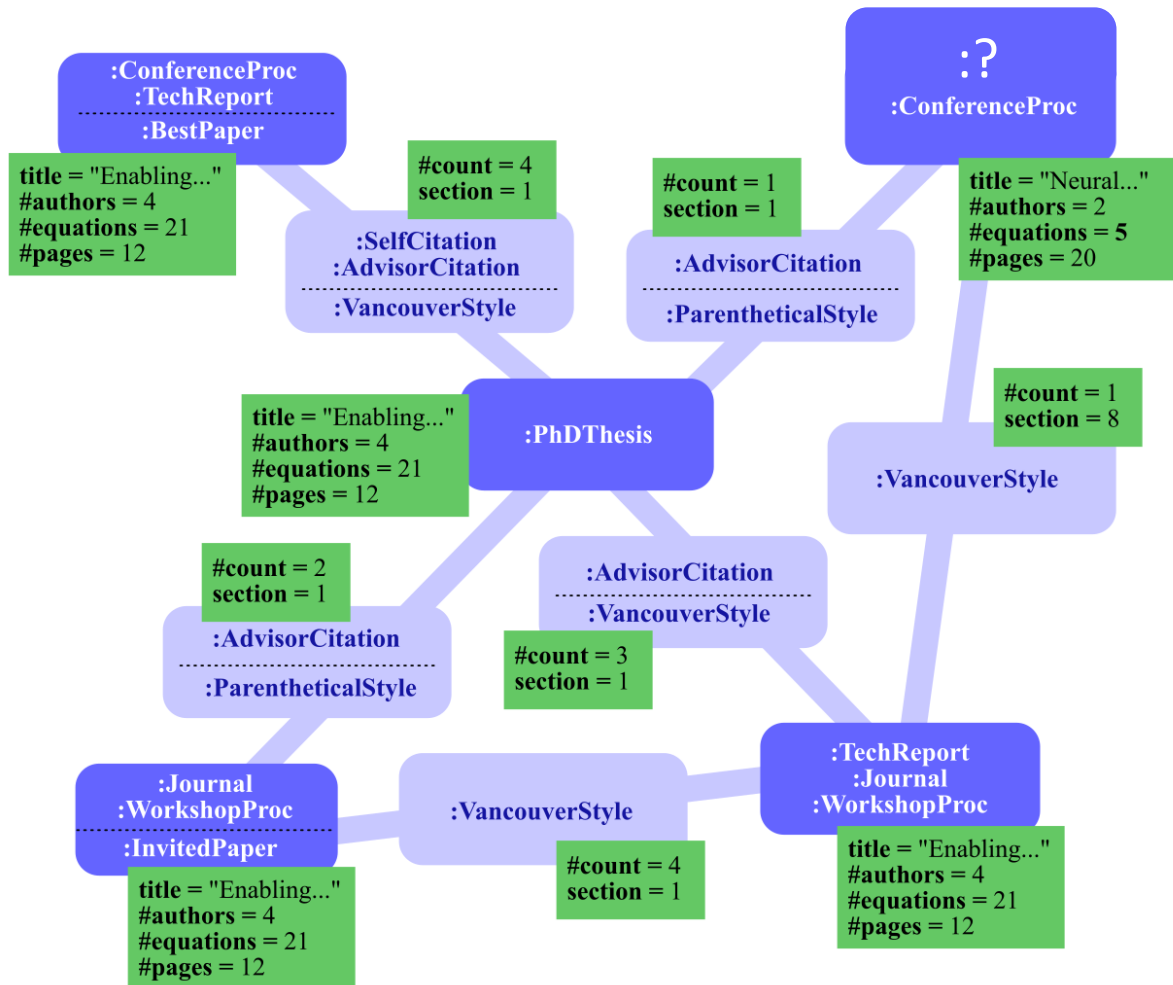 :ConferenceProc
:TechReport
:BestPaper
title = "Enabling..."
#authors = 4
#equations = 21
#pages = 12
:?
:ConferenceProc
title = "Neural..."
#authors = 2
#equations = 5
#pages = 20
#count = 4
section = 1
:SelfCitation
:AdvisorCitation
:VancouverStyle
#count = 1
section = 1
:AdvisorCitation
:ParentheticalStyle
title = "Enabling..."
#authors = 4
#equations = 21
#pages = 12
:PhDThesis
#count = 1
section = 8
:VancouverStyle
#count = 2
section = 1
:AdvisorCitation
:ParentheticalStyle
:AdvisorCitation
:VancouverStyle
#count = 3
section = 1
:Journal
:WorkshopProc
:InvitedPaper
title = "Enabling..."
#authors = 4
#equations = 21
#pages = 12
:VancouverStyle
#count = 4
section = 1
:TechReport
:Journal
:WorkshopProc
title = "Enabling..."
#authors = 4
#equations = 21
#pages = 12